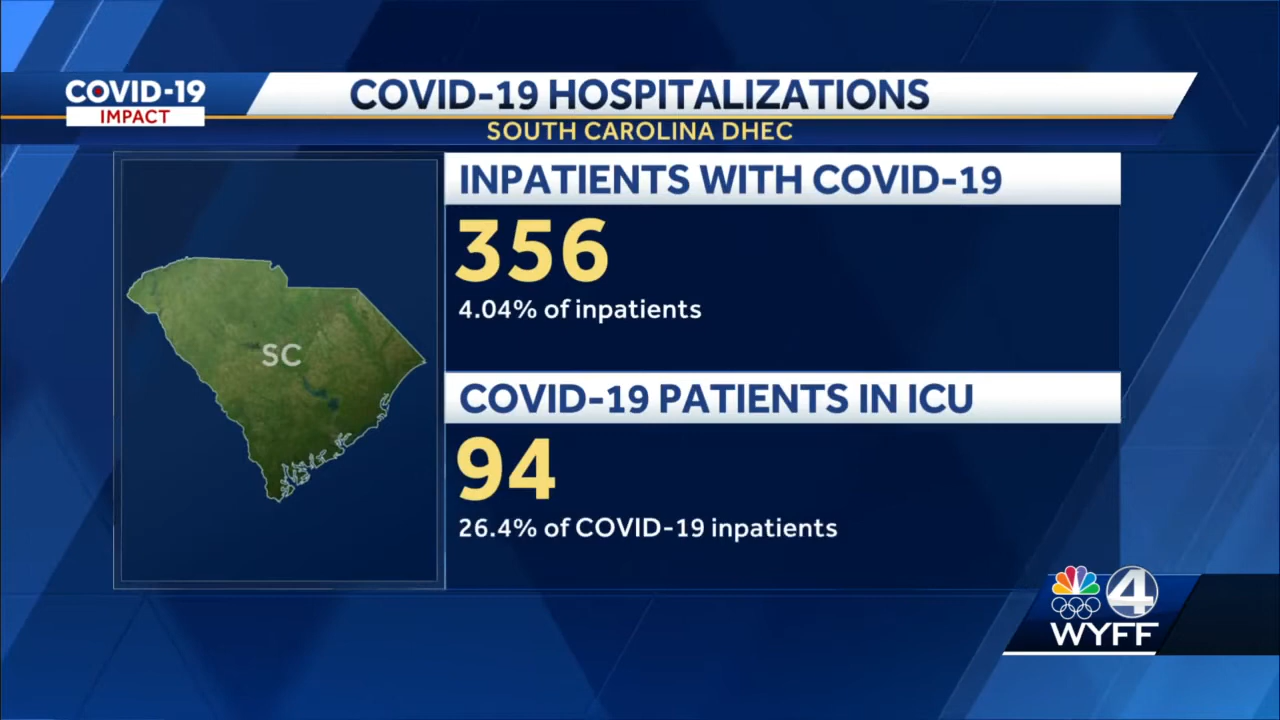 COVID-19
IMPACT
COVID-19 HOSPITALIZATIONS
SOUTH CAROLINA DHEC
INPATIENTS WITH COVID-19
356
4.04% of inpatients
SC
COVID-19 PATIENTS IN ICU
94
26.4% of COVID-19 inpatients
4
WYFF